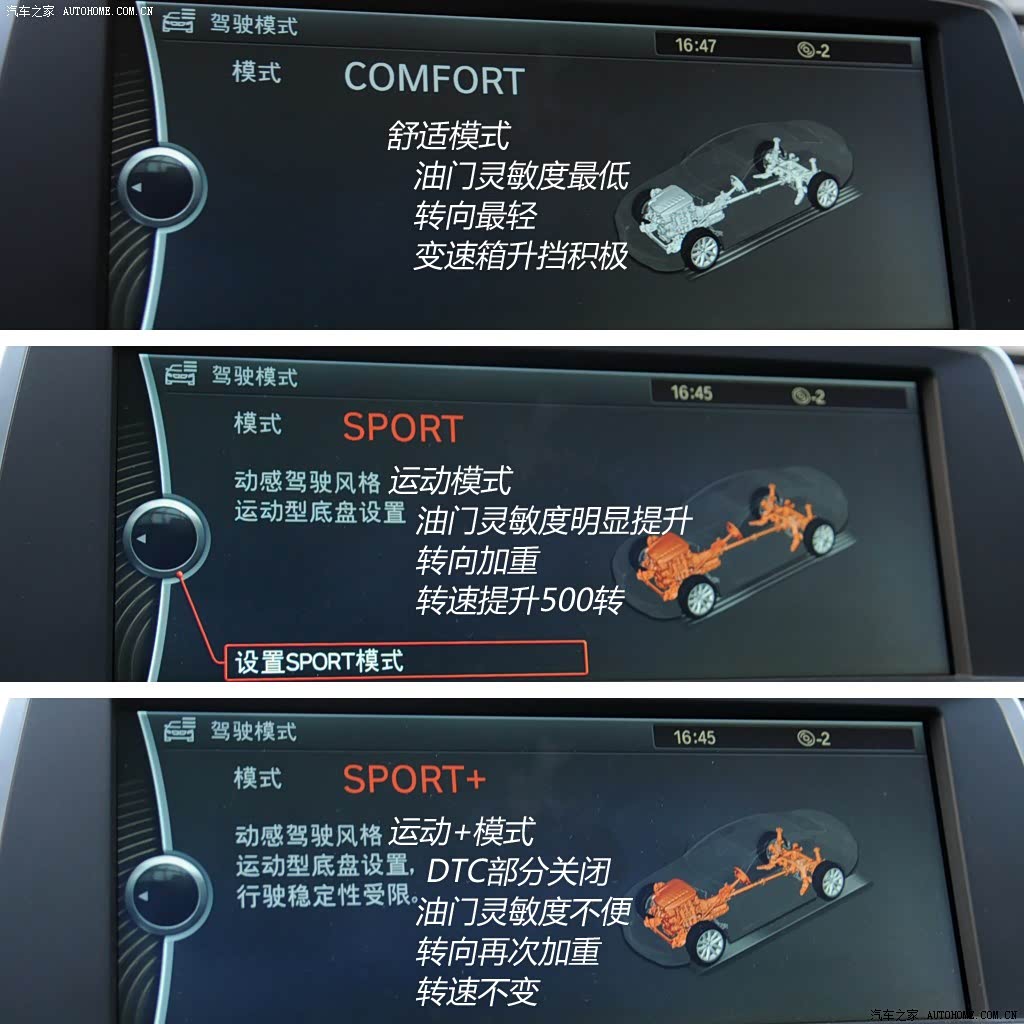 汽车之家 AUTOHOME.COM.CN
驾驶模式
16:47
-2
模式
COMFORT
舒适模式
油门灵敏度最低
转向最轻
变速箱升挡积极
驾驶模式
16:45
-2
模式
SPORT
动感驾驶风格
运动型底盘设置
运动模式
油门灵敏度明显提升
转向加重
转速提升500转
设置SPORT模式
驾驶模式
16:45
-2
模式
SPORT+
动感驾驶风格
运动型底盘设置,
行驶稳定性受限。
运动+模式
DTC部分关闭
油门灵敏度不便
转向再次加重
转速不变
汽车之家 AUTOHOME.COM.CN